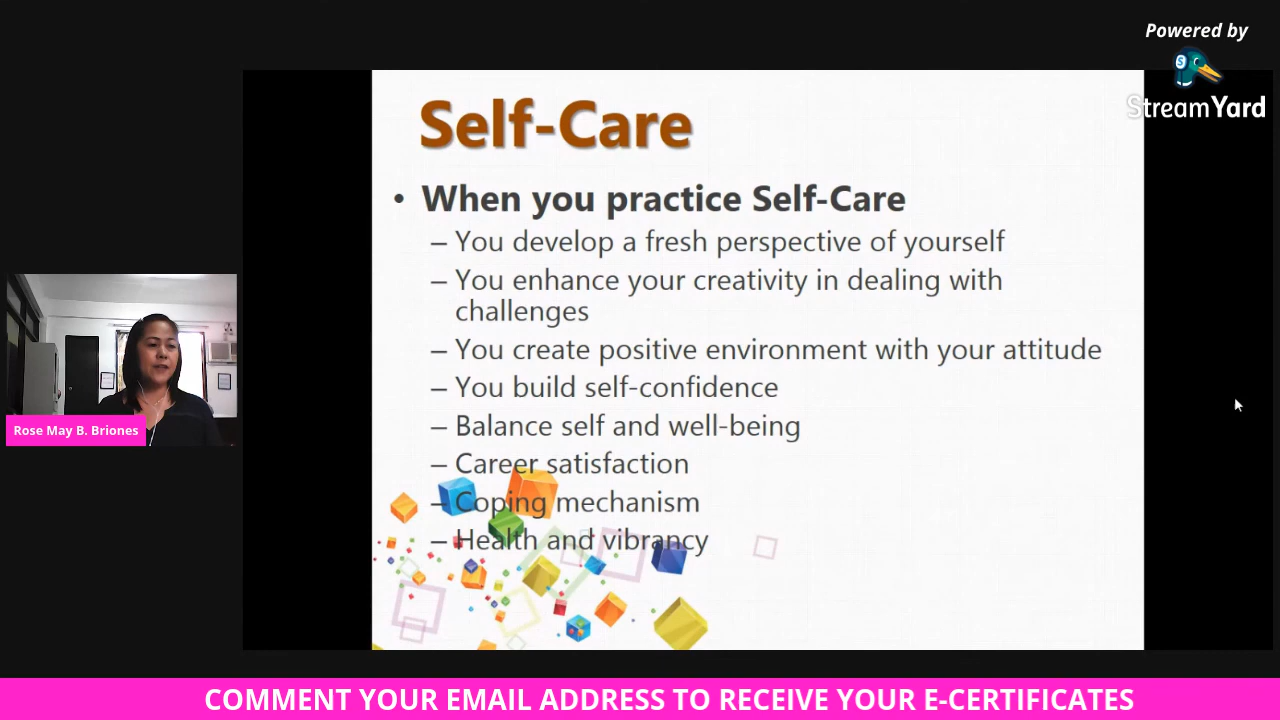 Powered by
StreamYard
Self-Care
• When you practice Self-Care
– You develop a fresh perspective of yourself
– You enhance your creativity in dealing with
challenges
– You create positive environment with your attitude
– You build self-confidence
– Balance self and well-being
– Career satisfaction
– Coping mechanism
– Health and vibrancy
Rose May B. Briones
COMMENT YOUR EMAIL ADDRESS TO RECEIVE YOUR E-CERTIFICATES